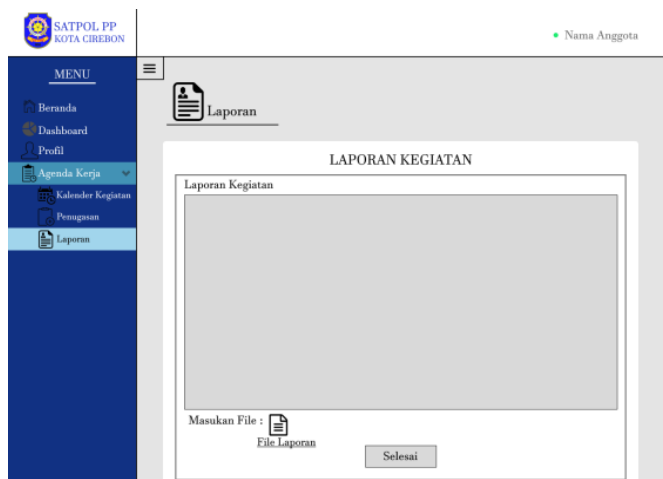 SATPOL PP
KOTA CIREBON
Nama Anggota
MENU
Beranda
Dashboard
Profil
Agenda Kerja
Kalender Kegiatan
Penugasan
Laporan
Laporan
LAPORAN KEGIATAN
Laporan Kegiatan
Masukan File :
File Laporan
Selesai